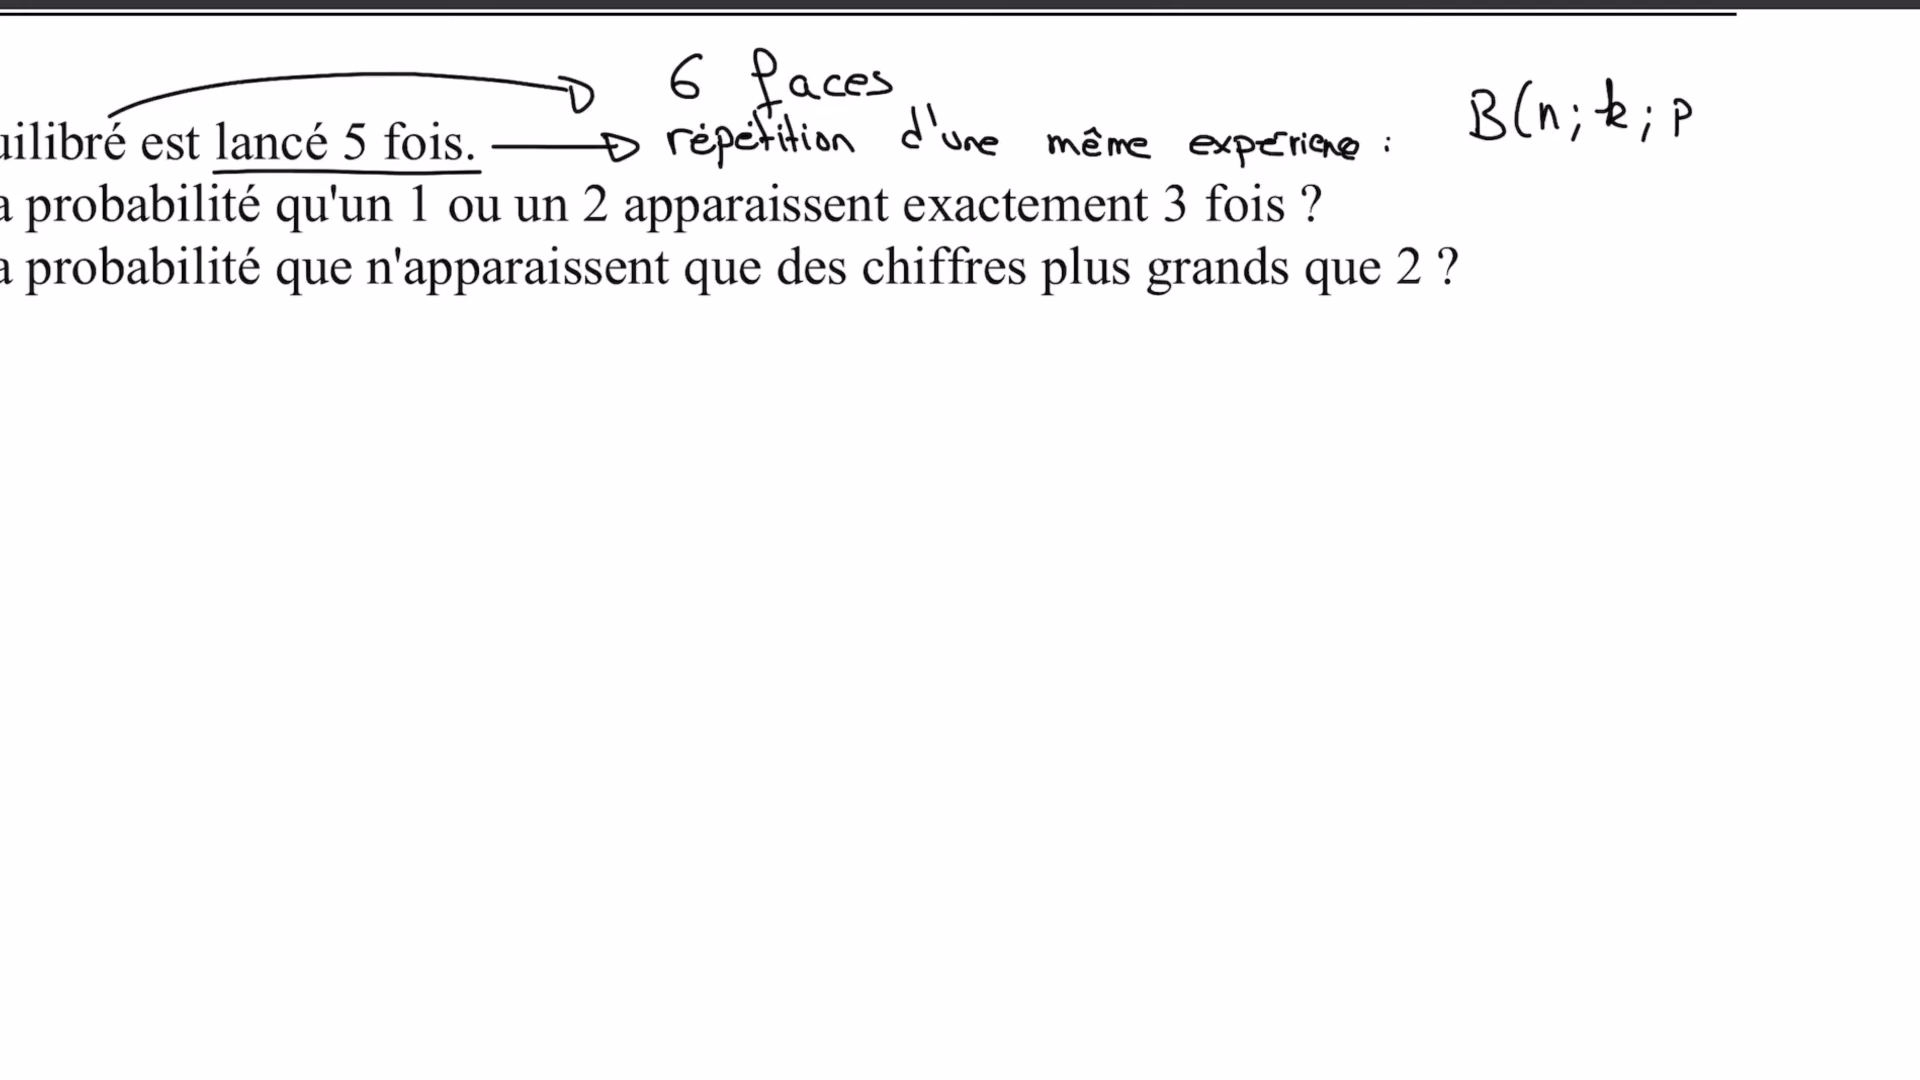 6 faces
uilibré est lancé 5 fois. répétition d'une même expérience : B(n; k; p
a probabilité qu'un 1 ou un 2 apparaissent exactement 3 fois ?
a probabilité que n'apparaissent que des chiffres plus grands que 2 ?